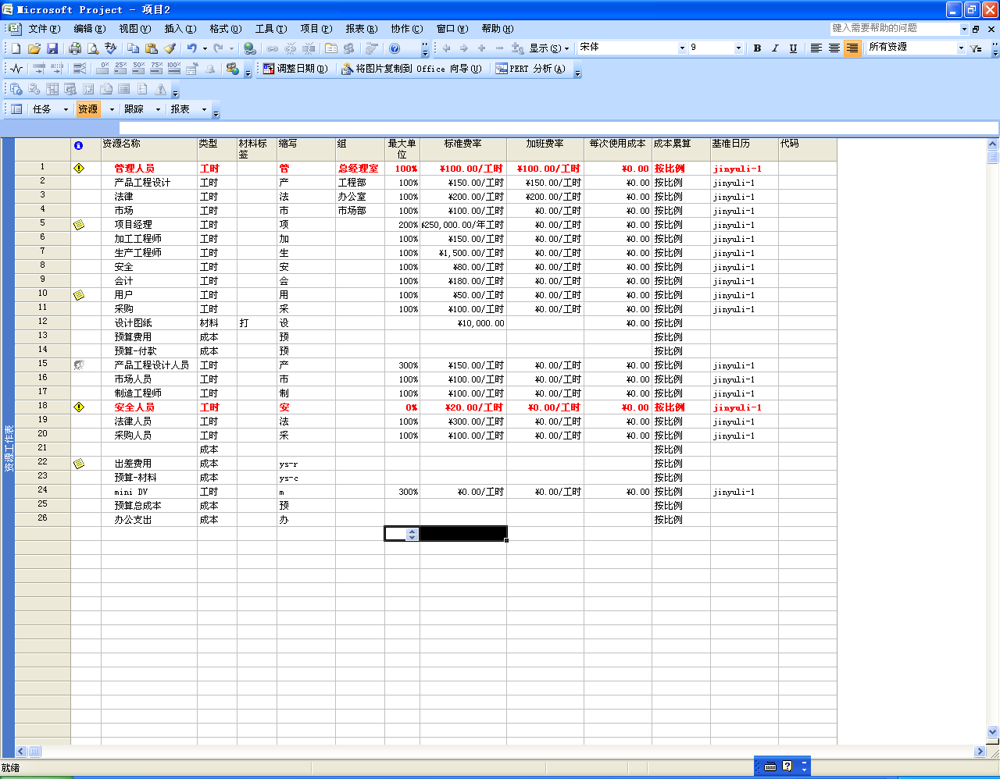 Microsoft Project - 项目2
文件(F) 编辑(E) 视图(V) 插入(I) 格式(O) 工具(T) 项目(P) 报表(R) 协作(C) 窗口(W) 帮助(H) 键入需要帮助的问题
显示(S) 宋体 9 B I U 所有资源
0% 25% 50% 75% 100% 调整日期(D) 将图片复制到 Office 向导(U) PERT 分析(A)
任务 资源 跟踪 报表
资源名称 类型 材料标签 缩写 组 最大单位 标准费率 加班费率 每次使用成本 成本累算 基准日历 代码
1 管理人员 工时 管 总经理室 100% ¥100.00/工时 ¥100.00/工时 ¥0.00 按比例 jinyuli-1
2 产品工程设计 工时 产 工程部 100% ¥150.00/工时 ¥150.00/工时 ¥0.00 按比例 jinyuli-1
3 法律 工时 法 办公室 100% ¥200.00/工时 ¥200.00/工时 ¥0.00 按比例 jinyuli-1
4 市场 工时 市 市场部 100% ¥100.00/工时 ¥0.00/工时 ¥0.00 按比例 jinyuli-1
5 项目经理 工时 项 200% 250,000.00/年工时 ¥0.00/工时 ¥0.00 按比例 jinyuli-1
6 加工工程师 工时 加 100% ¥150.00/工时 ¥0.00/工时 ¥0.00 按比例 jinyuli-1
7 生产工程师 工时 生 100% ¥1,500.00/工时 ¥0.00/工时 ¥0.00 按比例 jinyuli-1
8 安全 工时 安 100% ¥80.00/工时 ¥0.00/工时 ¥0.00 按比例 jinyuli-1
9 会计 工时 会 100% ¥180.00/工时 ¥0.00/工时 ¥0.00 按比例 jinyuli-1
10 用户 工时 用 100% ¥50.00/工时 ¥0.00/工时 ¥0.00 按比例 jinyuli-1
11 采购 工时 采 100% ¥100.00/工时 ¥0.00/工时 ¥0.00 按比例 jinyuli-1
12 设计图纸 材料 打 设 ¥10,000.00 ¥0.00 按比例
13 预算费用 成本 预 按比例
14 预算-付款 成本 预 按比例
15 产品工程设计人员 工时 产 300% ¥150.00/工时 ¥0.00/工时 ¥0.00 按比例 jinyuli-1
16 市场人员 工时 市 100% ¥100.00/工时 ¥0.00/工时 ¥0.00 按比例 jinyuli-1
17 制造工程师 工时 制 100% ¥100.00/工时 ¥0.00/工时 ¥0.00 按比例 jinyuli-1
18 安全人员 工时 安 0% ¥20.00/工时 ¥0.00/工时 ¥0.00 按比例 jinyuli-1
19 法律人员 工时 法 100% ¥300.00/工时 ¥0.00/工时 ¥0.00 按比例 jinyuli-1
20 采购人员 工时 采 100% ¥100.00/工时 ¥0.00/工时 ¥0.00 按比例 jinyuli-1
21 成本 按比例
22 出差费用 成本 ys-r 按比例
23 预算-材料 成本 ys-c 按比例
24 mini DV 工时 m 300% ¥0.00/工时 ¥0.00/工时 ¥0.00 按比例 jinyuli-1
25 预算总成本 成本 预 按比例
26 办公支出 成本 办 按比例
资源工作表
就绪